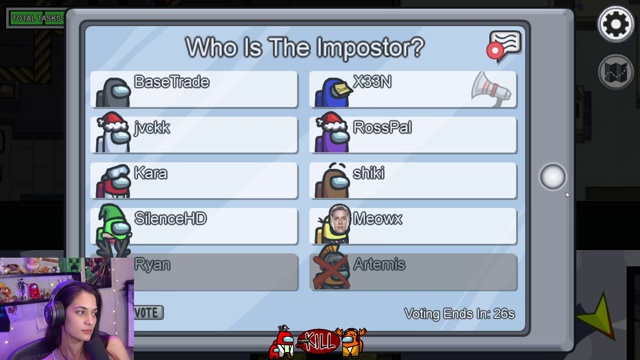 TOTAL TASKS
Who Is The Impostor?
BaseTrade
X33N
jvckk
RossPal
Kara
shiki
SilenceHD
Meowx
Ryan
Artemis
VOTE
Voting Ends In: 26s
KILL